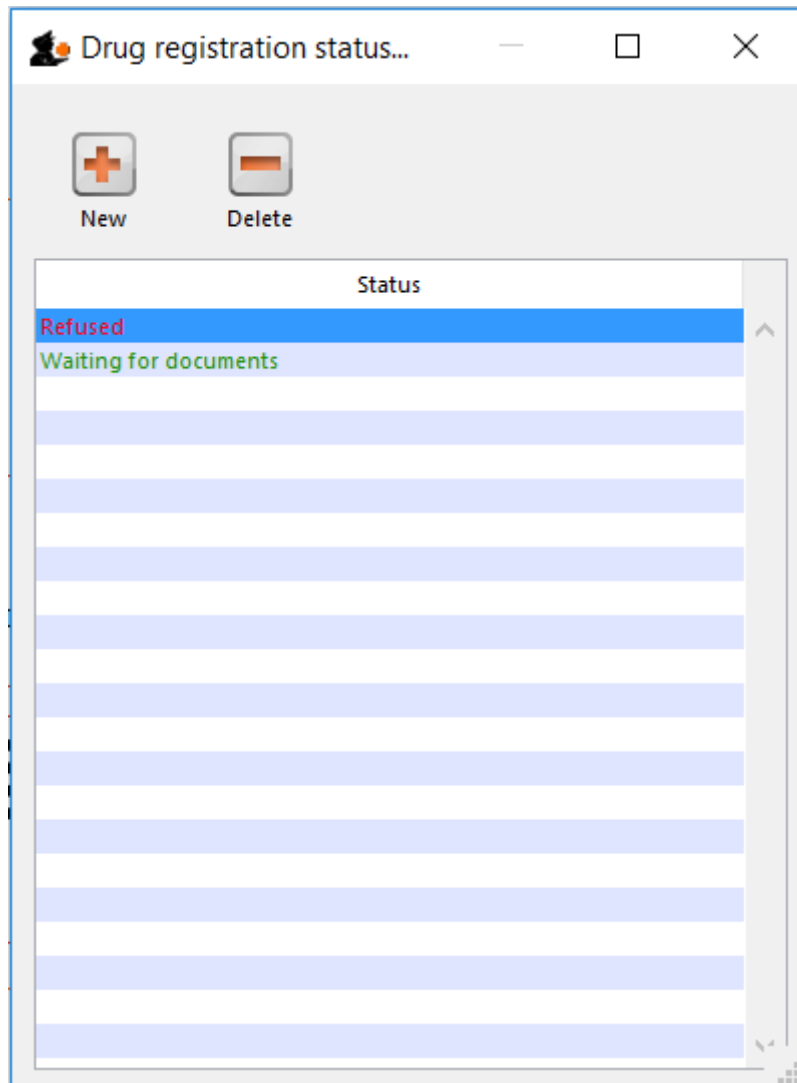 Drug registration status...
New
Delete
Status
Refused
Waiting for documents